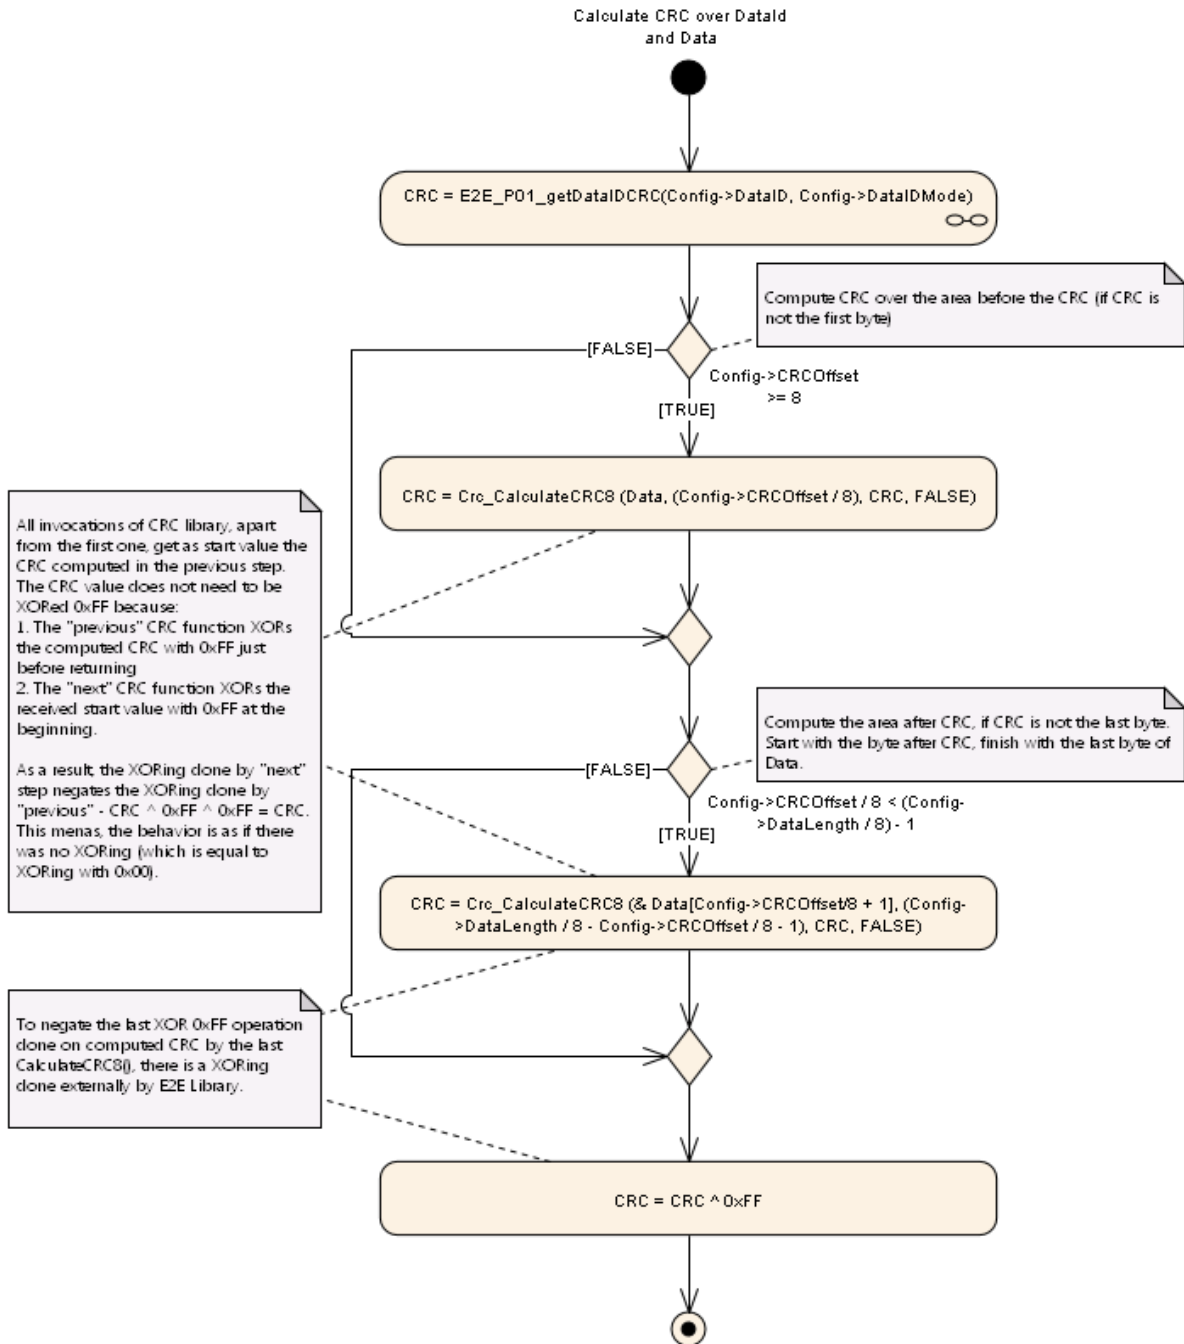 Calculate CRC over DataId
and Data
CRC = E2E_P01_getDataIDCRC(Config->DataID, Config->DataIDMode)
Compute CRC over the area before the CRC (if CRC is
not the first byte)
[FALSE]
Config->CRCOffset
>= 8
[TRUE]
CRC = Crc_CalculateCRC8 (Data, (Config->CRCOffset / 8), CRC, FALSE)
All invocations of CRC library, apart
from the first one, get as start value the
CRC computed in the previous step.
The CRC value does not need to be
XORed 0xFF because:
1. The "previous" CRC function XORs
the computed CRC with 0xFF just
before returning
2. The "next" CRC function XORs the
received strart value with 0xFF at the
beginning.
As a result, the XORing done by "next"
step negates the XORing done by
"previous" - CRC ^ 0xFF ^ 0xFF = CRC.
This menas, the behavior is as if there
was no XORing (which is equal to
XORing with 0x00).
Compute the area after CRC, if CRC is not the last byte.
Start with the byte after CRC, finish with the last byte of
Data.
[FALSE]
Config->CRCOffset / 8 < (Config-
>DataLength / 8) - 1
[TRUE]
CRC = Crc_CalculateCRC8 (& Data[Config->CRCOffset/8 + 1], (Config-
>DataLength / 8 - Config->CRCOffset / 8 - 1), CRC, FALSE)
To negate the last XOR 0xFF operation
done on computed CRC by the last
CalculateCRC8(), there is a XORing
done externally by E2E Library.
CRC = CRC ^ 0xFF